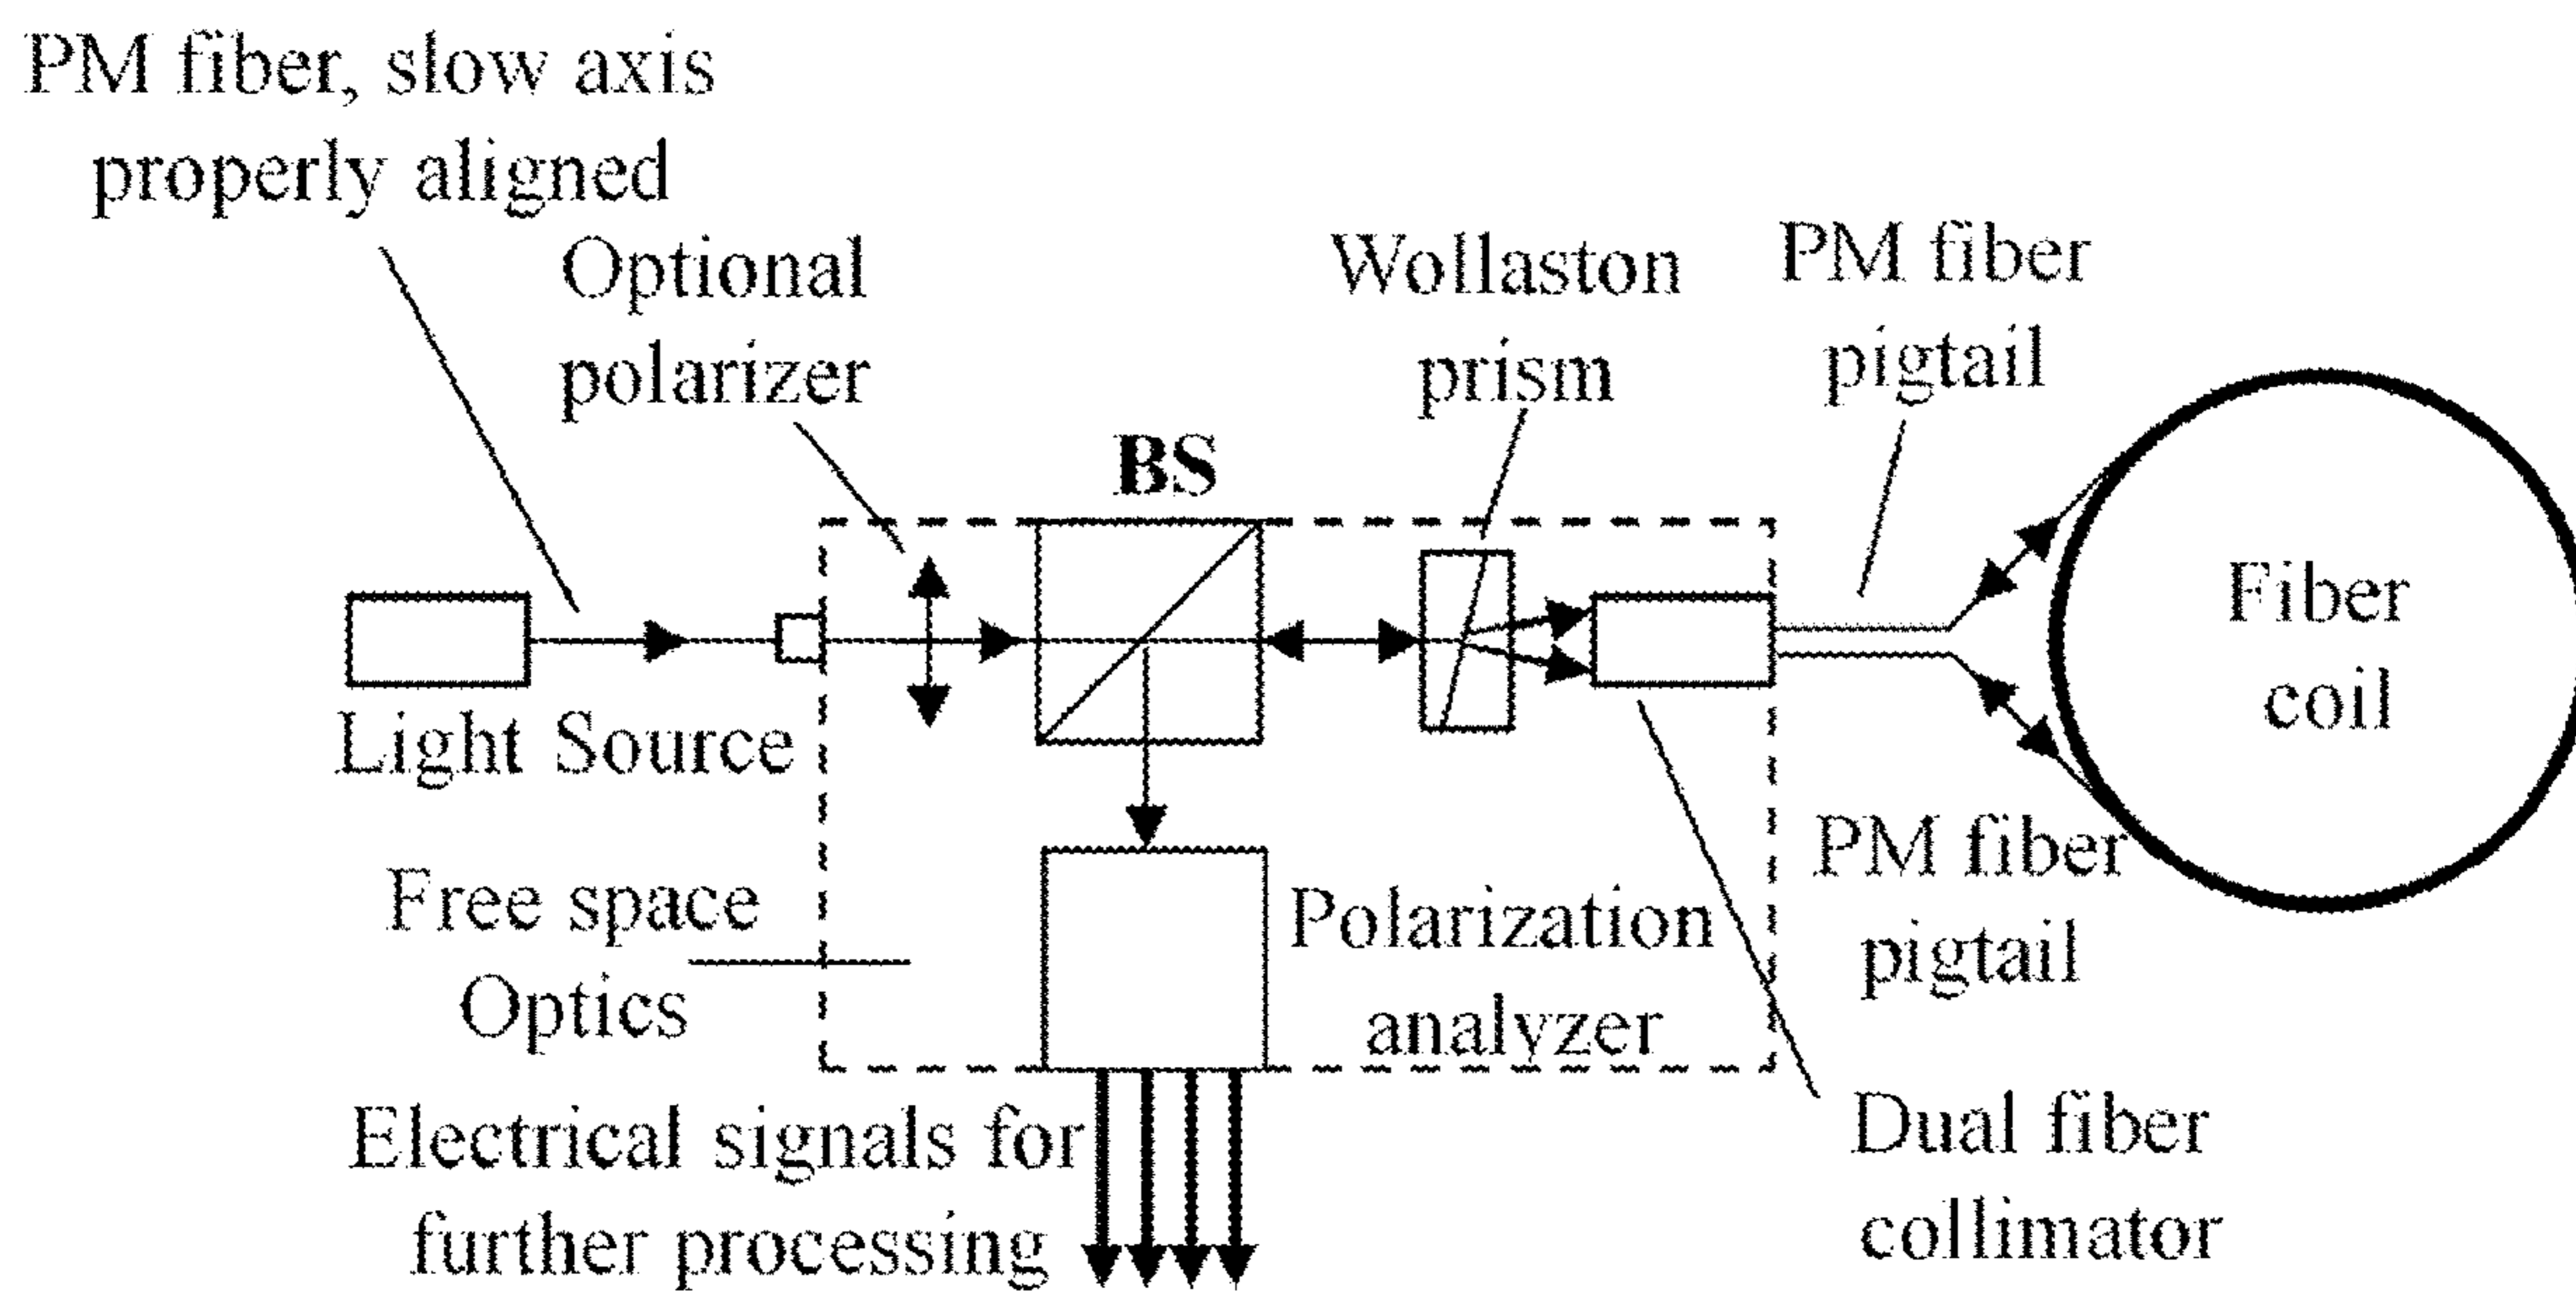 PM fiber, slow axis
properly aligned
Optional
polarizer
BS
Wollaston
prism
PM fiber
pigtail
Fiber
coil
Light Source
Free space
Optics
Polarization
analyzer
PM fiber
pigtail
Dual fiber
collimator
Electrical signals for
further processing